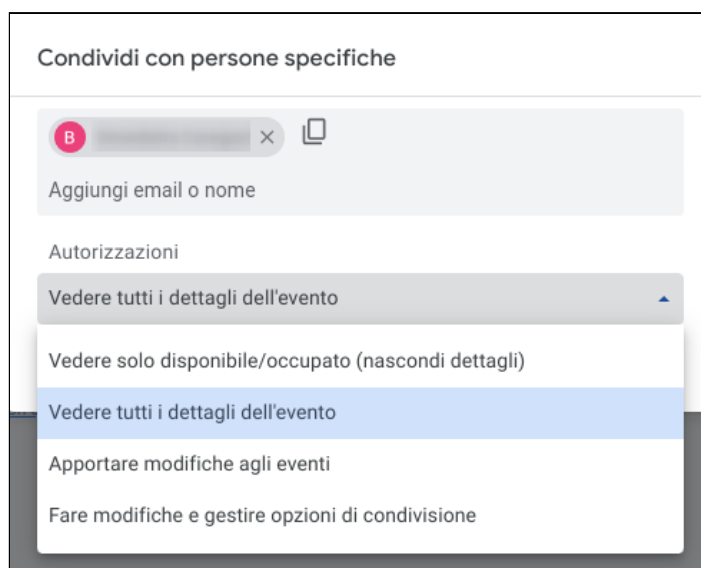 Condividi con persone specifiche
B
Aggiungi email o nome
Autorizzazioni
Vedere tutti i dettagli dell'evento
Vedere solo disponibile/occupato (nascondi dettagli)
Vedere tutti i dettagli dell'evento
Apportare modifiche agli eventi
Fare modifiche e gestire opzioni di condivisione